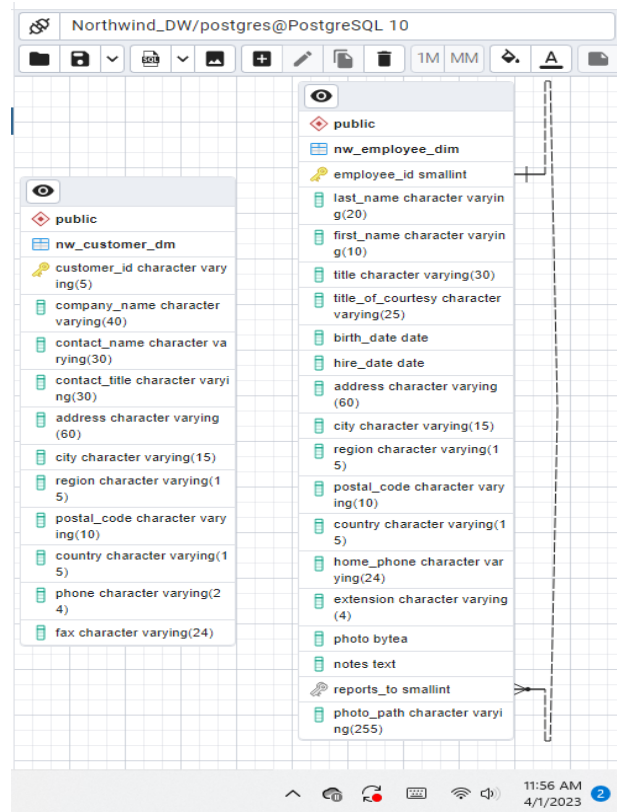 Northwind_DW/postgres@PostgreSQL 10
SQL
1M MM
A
public
nw_customer_dm
customer_id character vary
ing(5)
company_name character
varying(40)
contact_name character va
rying(30)
contact_title character varyi
ng(30)
address character varying
(60)
city character varying(15)
region character varying(1
5)
postal_code character vary
ing(10)
country character varying(1
5)
phone character varying(2
4)
fax character varying(24)
public
nw_employee_dim
employee_id smallint
last_name character varyin
g(20)
first_name character varyin
g(10)
title character varying(30)
title_of_courtesy character
varying(25)
birth_date date
hire_date date
address character varying
(60)
city character varying(15)
region character varying(1
5)
postal_code character vary
ing(10)
country character varying(1
5)
home_phone character var
ying(24)
extension character varying
(4)
photo bytea
notes text
reports_to smallint
photo_path character varyi
ng(255)
11:56 AM
4/1/2023
2